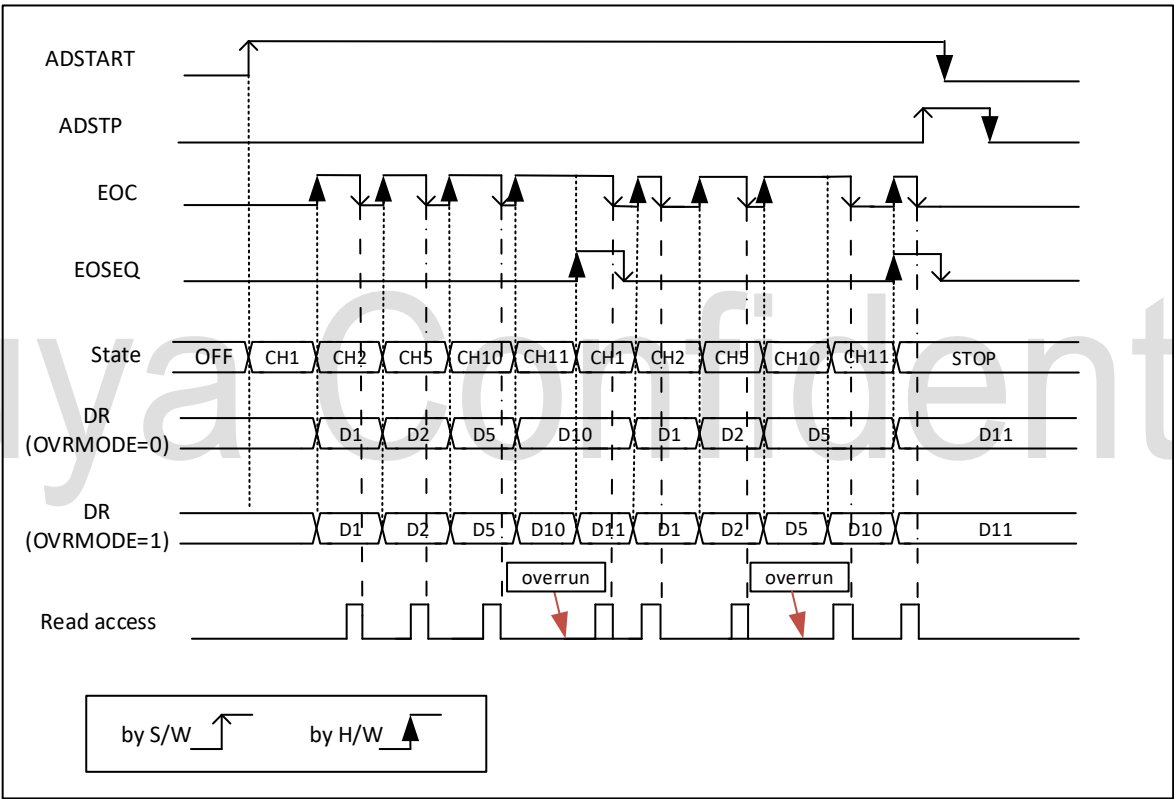 ADSTART
ADSTP
EOC
EOSEQ
State OFF CH1 CH2 CH5 CH10 CH11 CH1 CH2 CH5 CH10 CH11 STOP
DR
(OVRMODE=0) D1 D2 D5 D10 D1 D2 D5 D11
DR
(OVRMODE=1) D1 D2 D5 D10 D11 D1 D2 D5 D10 D11
overrun overrun
Read access
by S/W by H/W
uya Confident